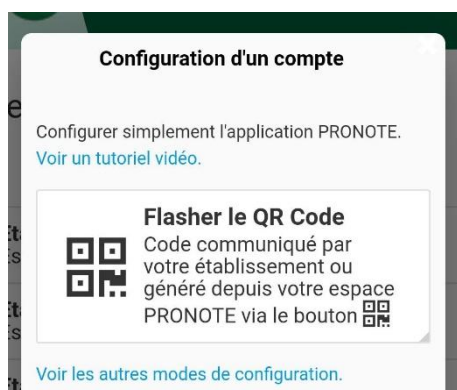 Configuration d'un compte
Configurer simplement l'application PRONOTE.
Voir un tutoriel vidéo.
Flasher le QR Code
Code communiqué par
votre établissement ou
généré depuis votre espace
PRONOTE via le bouton
Voir les autres modes de configuration.